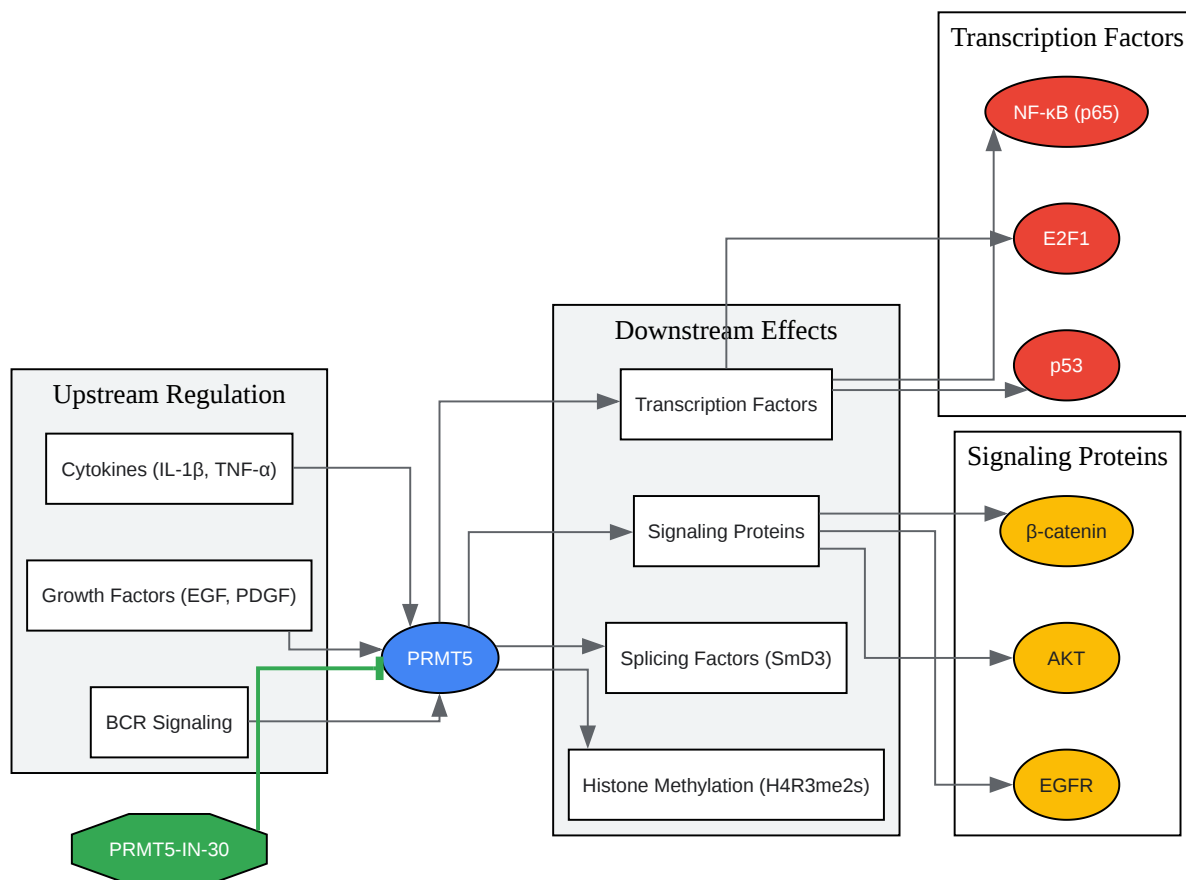 Upstream Regulation
Cytokines (IL-1β, TNF-α)
Growth Factors (EGF, PDGF)
BCR Signaling
PRMT5-IN-30
PRMT5
Downstream Effects
Transcription Factors
Signaling Proteins
Splicing Factors (SmD3)
Histone Methylation (H4R3me2s)
Transcription Factors
NF-κB (p65)
E2F1
p53
Signaling Proteins
β-catenin
AKT
EGFR